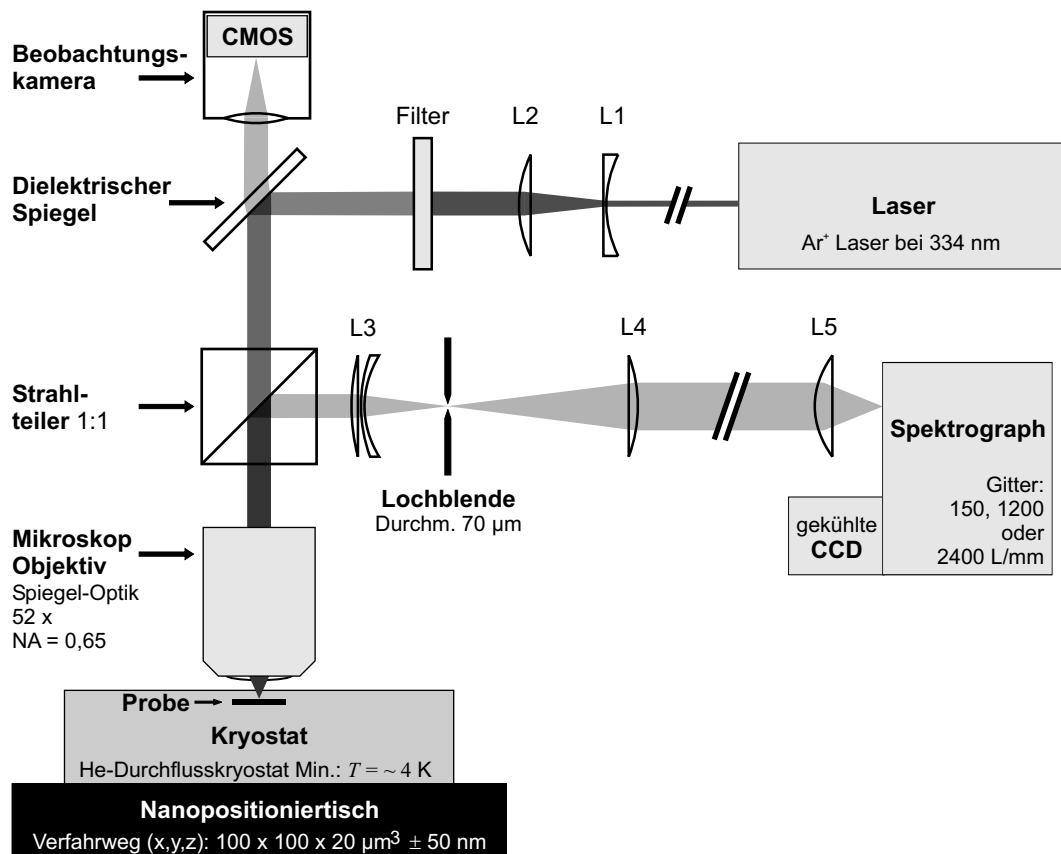 CMOS
Beobachtungs-
kamera
Filter
L2
L1
Dielektrischer
Spiegel
Laser
Ar⁺ Laser bei 334 nm
L3
L4
L5
Strahl-
teiler 1:1
Lochblende
Durchm. 70 µm
Spektrograph
Gitter:
150, 1200
oder
2400 L/mm
gekühlte
CCD
Mikroskop
Objektiv
Spiegel-Optik
52 x
NA = 0,65
Probe
Kryostat
He-Durchflusskryostat Min.: T = ~ 4 K
Nanopositioniertisch
Verfahrweg (x,y,z): 100 x 100 x 20 µm³ ± 50 nm